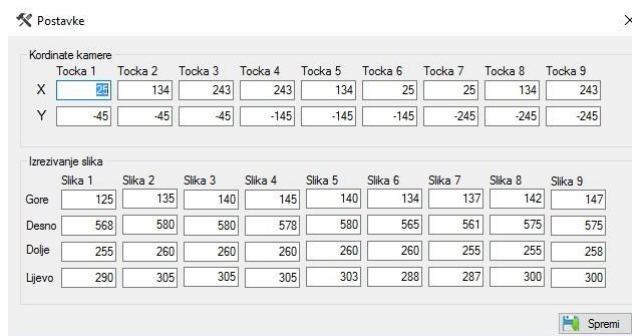 Postavke
Kordinate kamere
Tocka 1 Tocka 2 Tocka 3 Tocka 4 Tocka 5 Tocka 6 Tocka 7 Tocka 8 Tocka 9
X 25 134 243 243 134 25 25 134 243
Y -45 -45 -45 -145 -145 -145 -245 -245 -245
Izrezivanje slika
Slika 1 Slika 2 Slika 3 Slika 4 Slika 5 Slika 6 Slika 7 Slika 8 Slika 9
Gore 125 135 140 145 140 134 137 142 147
Desno 568 580 580 578 580 565 561 575 575
Dolje 255 260 260 260 260 260 255 255 258
Lijevo 290 305 305 305 303 288 287 300 300
Spremi